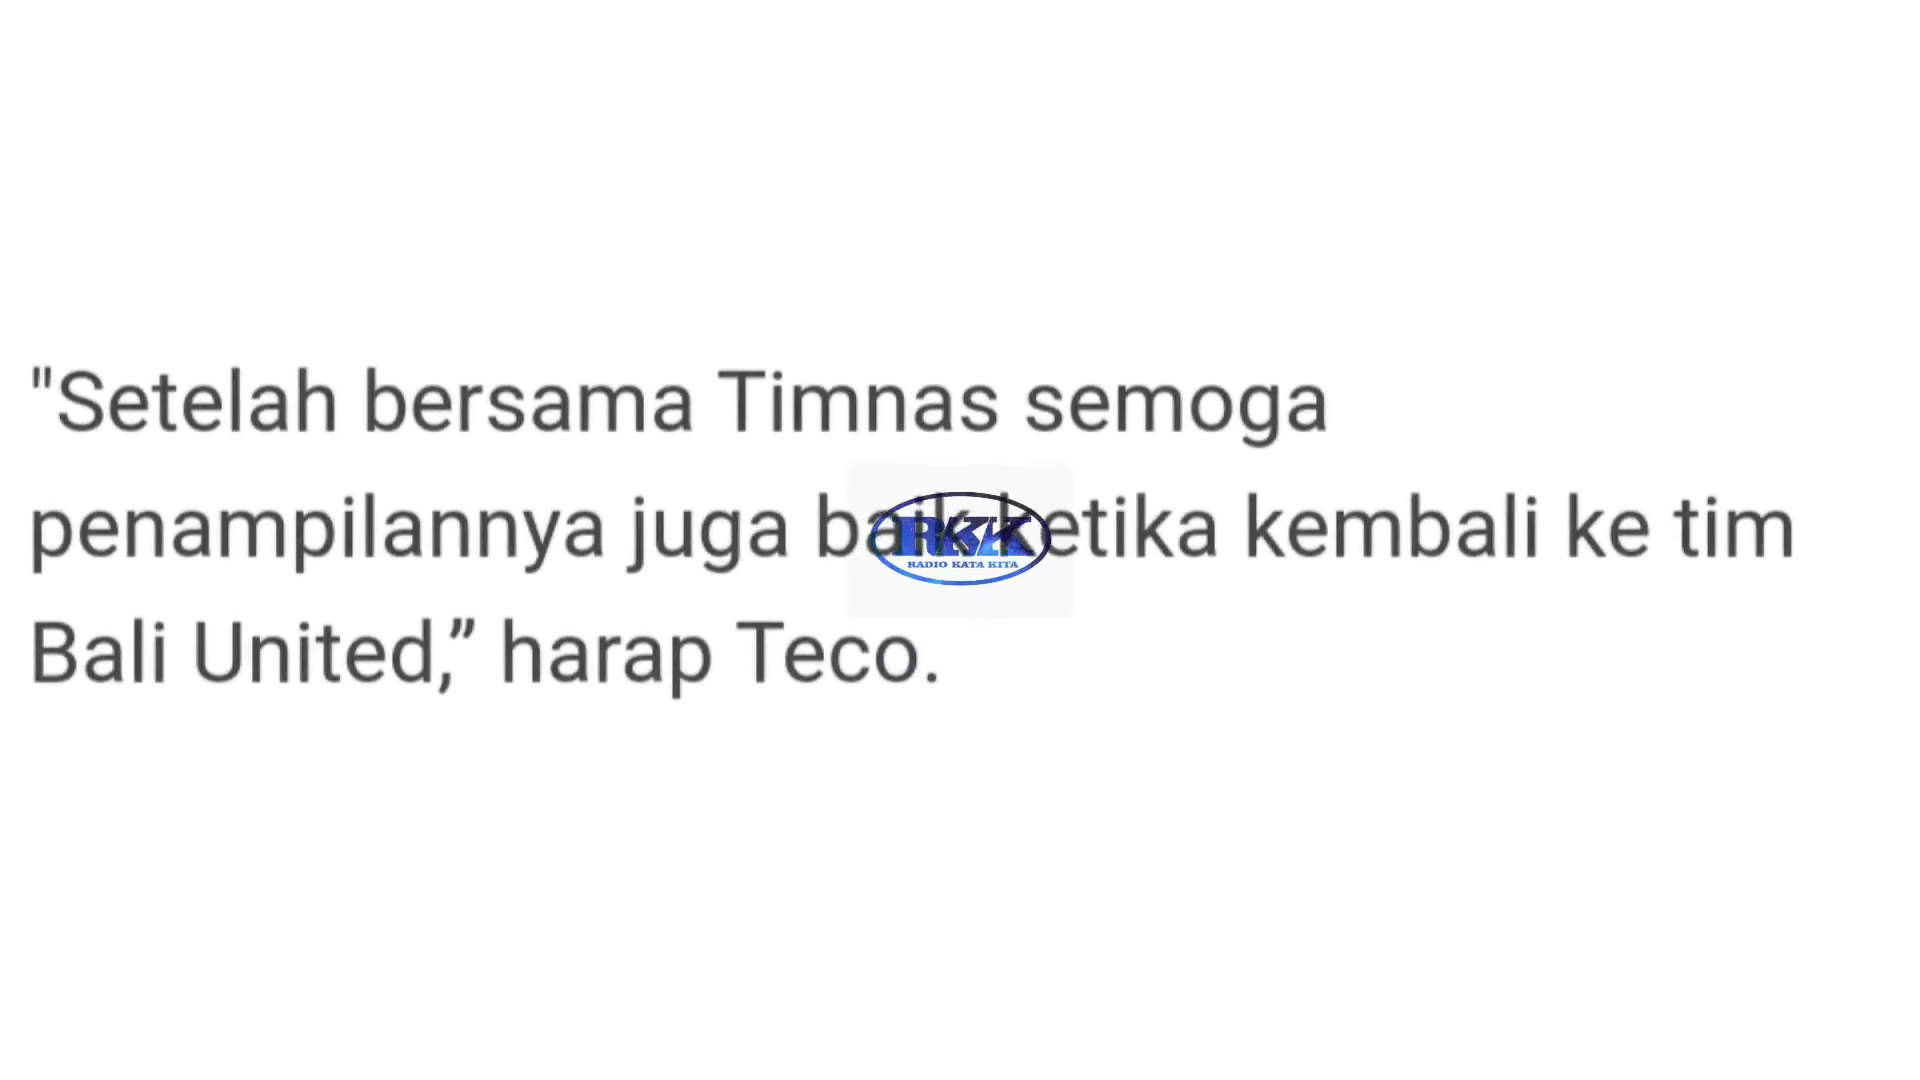 "Setelah bersama Timnas semoga
penampilannya juga baik ketika kembali ke tim
Bali United,” harap Teco.
RKK
RADIO KATA KITA